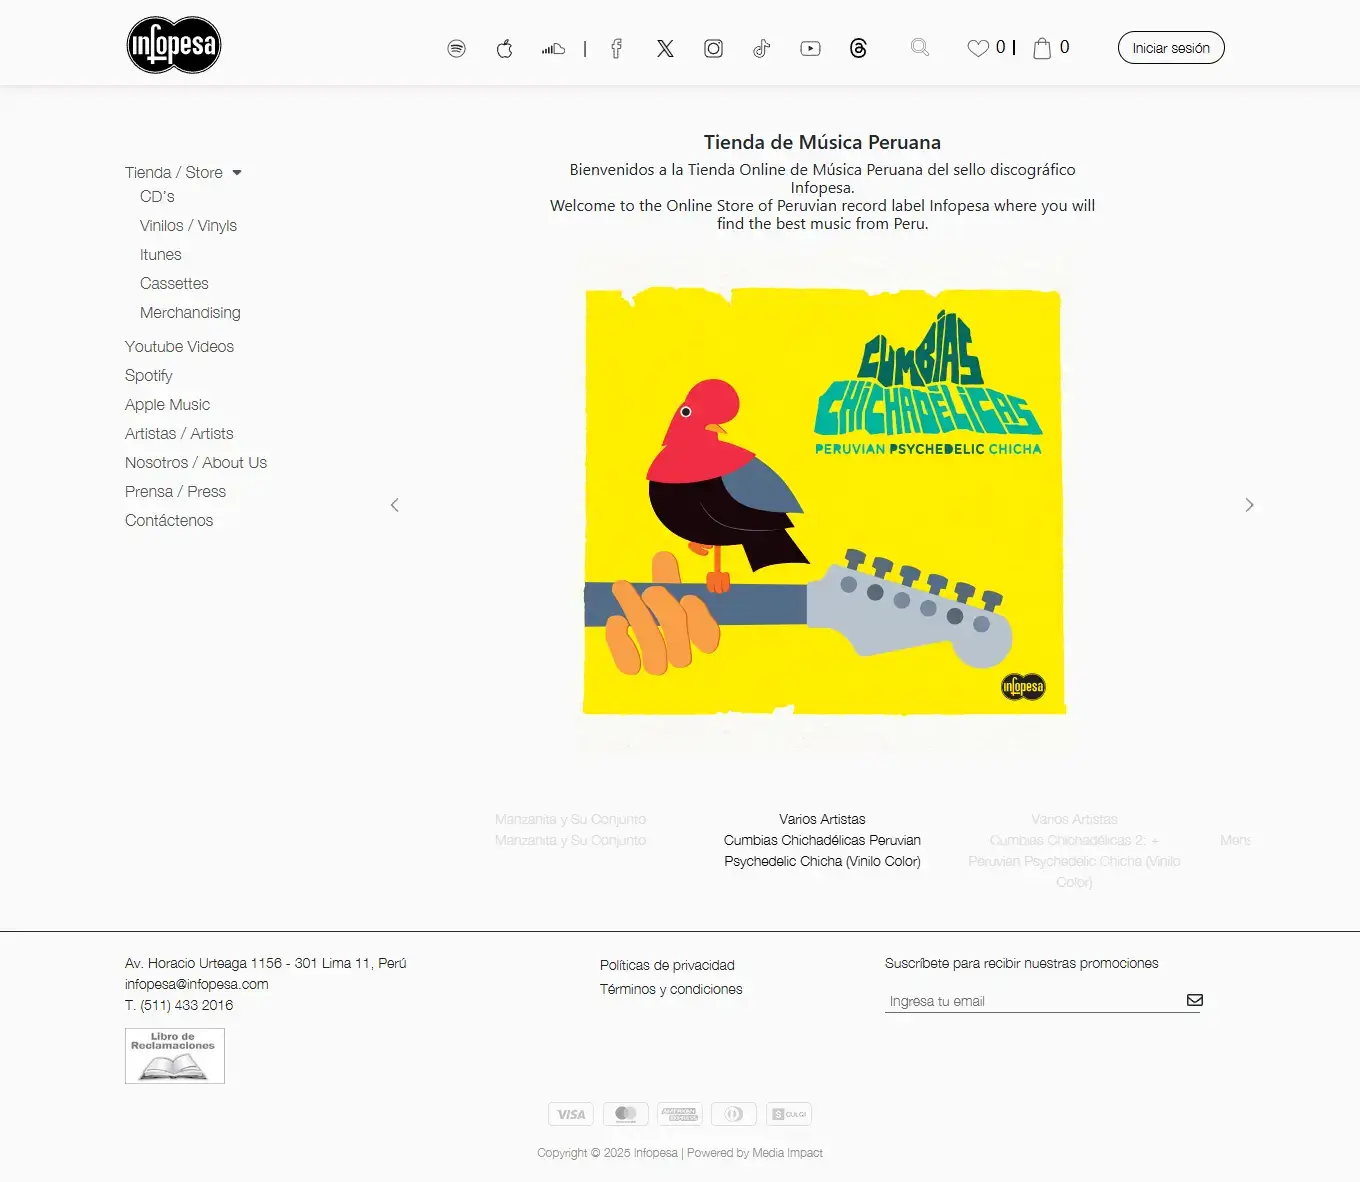 infopesa
0
0
Iniciar sesión
Tienda / Store
CD's
Vinilos / Vinyls
Itunes
Cassettes
Merchandising
Youtube Videos
Spotify
Apple Music
Artistas / Artists
Nosotros / About Us
Prensa / Press
Contáctenos
Tienda de Música Peruana
Bienvenidos a la Tienda Online de Música Peruana del sello discográfico
Infopesa.
Welcome to the Online Store of Peruvian record label Infopesa where you will
find the best music from Peru.
CUMBÍAS
CHICHADÉLICAS
PERUVIAN PSYCHEDELIC CHICHA
infopesa
Manzanita y Su Conjunto
Manzanita y Su Conjunto
Varios Artistas
Cumbias Chichadélicas Peruvian
Psychedelic Chicha (Vinilo Color)
Varios Artistas
Cumbias Chichadélicas 2: +
Peruvian Psychedelic Chicha (Vinilo
Color)
Av. Horacio Urteaga 1156 - 301 Lima 11, Perú
infopesa@infopesa.com
T. (511) 433 2016
Libro de
Reclamaciones
Políticas de privacidad
Términos y condiciones
Suscríbete para recibir nuestras promociones
Ingresa tu email
VISA
AMERICAN
EXPRESS
CULQI
Copyright © 2025 Infopesa | Powered by Media Impact